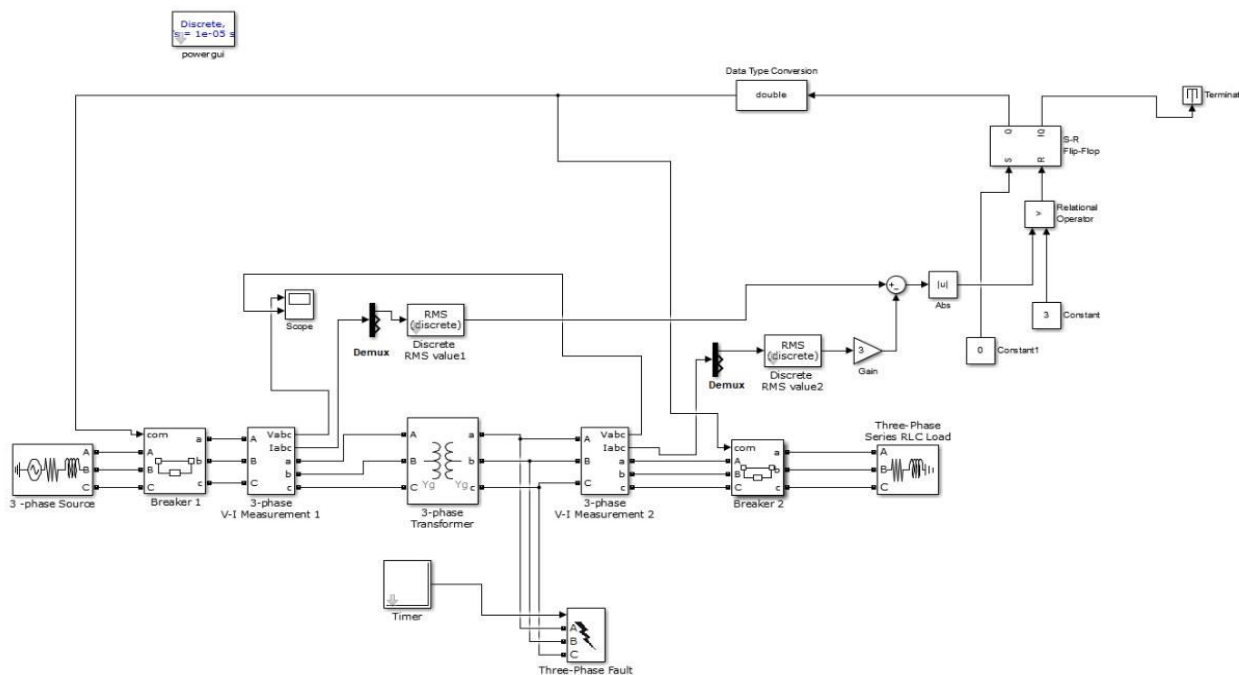 Discrete,
s = 1e-05 s
powergui
Data Type Conversion
double
Terminat
Q
!Q
S
R
S-R
Flip-Flop
>
Relational
Operator
+
-
|u|
Abs
3
Constant
0
Constant1
Scope
Demux
RMS
(discrete)
Discrete
RMS value1
Demux
RMS
(discrete)
Discrete
RMS value2
3
Gain
A
B
C
3 -phase Source
com
A
B
C
a
b
c
Breaker 1
A
B
C
Vabc
Iabc
a
b
c
3-phase
V-I Measurement 1
A
B
C
a
b
c
Yg
Yg
3-phase
Transformer
A
B
C
Vabc
Iabc
a
b
c
3-phase
V-I Measurement 2
com
A
B
C
a
b
c
Breaker 2
Three-Phase
Series RLC Load
A
B
C
Timer
A
B
C
Three-Phase Fault